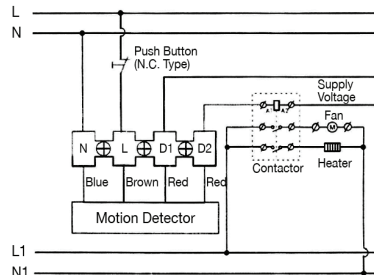 L
N
Push Button
(N.C. Type)
Supply
Voltage
A1 A2
Fan
M
N L D1 D2
Contactor
Heater
Blue Brown Red Red
Motion Detector
L1
N1